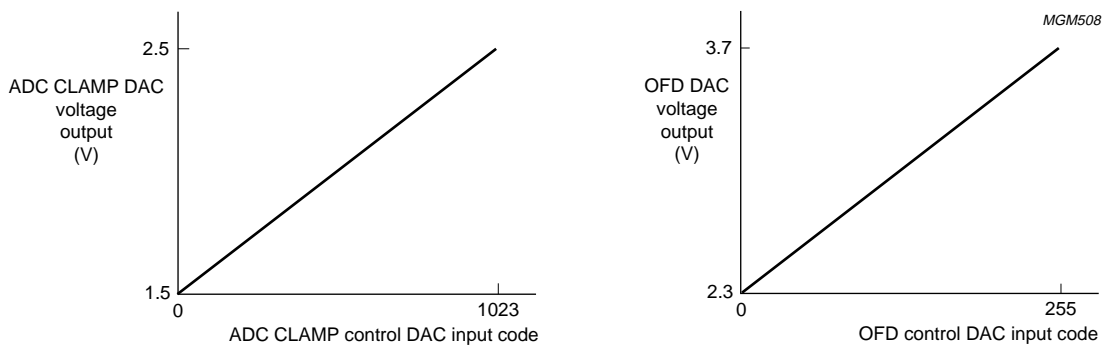 2.5
ADC CLAMP DAC
voltage
output
(V)
1.5
0
1023
ADC CLAMP control DAC input code
MGM508
3.7
OFD DAC
voltage
output
(V)
2.3
0
255
OFD control DAC input code